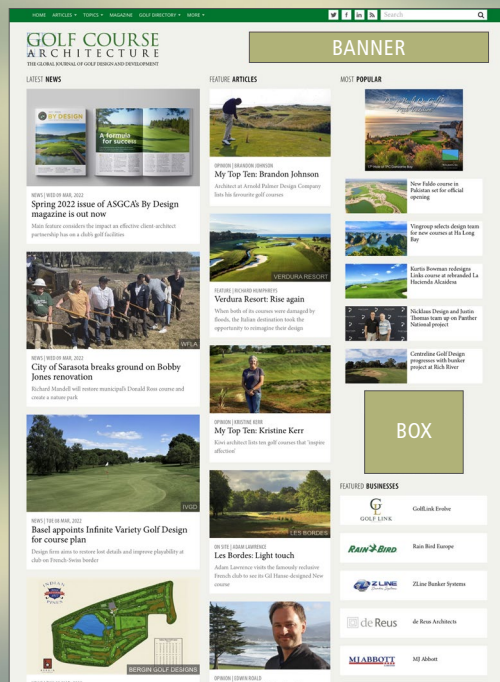 HOME ARTICLES TOPICS MAGAZINE GOLF DIRECTORY MORE
Search
GOLF COURSE
ARCHITECTURE
THE GLOBAL JOURNAL OF GOLF DESIGN AND DEVELOPMENT
BANNER
LATEST NEWS
BY DESIGN
A formula
for success
NEWS | WED 09 MAR, 2022
Spring 2022 issue of ASGCA's By Design
magazine is out now
Main feature considers the impact an effective client-architect
partnership has on a club's golf facilities
WFLA
NEWS | WED 09 MAR, 2022
City of Sarasota breaks ground on Bobby
Jones renovation
Richard Mandell will restore municipal's Donald Ross course and
create a nature park
IVGD
NEWS | TUE 08 MAR, 2022
Basel appoints Infinite Variety Golf Design
for course plan
Design firm aims to restore lost details and improve playability at
club on French-Swiss border
INDIAN
BERGIN GOLF DESIGNS
FEATURE ARTICLES
OPINION | BRANDON JOHNSON
My Top Ten: Brandon Johnson
Architect at Arnold Palmer Design Company
lists his favourite golf courses
VERDURA RESORT
FEATURE | RICHARD HUMPHREYS
Verdura Resort: Rise again
When both of its courses were damaged by
floods, the Italian destination took the
opportunity to reimagine their design
OPINION | KRISTINE KERR
My Top Ten: Kristine Kerr
Kiwi architect lists ten golf courses that 'inspire
affection'
LES BORDES
ON SITE | ADAM LAWRENCE
Les Bordes: Light touch
Adam Lawrence visits the famously reclusive
French club to see its Gil Hanse-designed New
course
OPINION | EDWIN ROALD
MOST POPULAR
New Faldo course in
Pakistan set for official
opening
Vingroup selects design team
for new courses at Ha Long
Bay
Kurtis Bowman redesigns
Links course at rebranded La
Hacienda Alcaidesa
Nicklaus Design and Justin
Thomas team up on Panther
National project
Centreline Golf Design
progresses with bunker
project at Rich River
BOX
FEATURED BUSINESSES
GL
GOLF LINK
GolfLink Evolve
RAIN BIRD
Rain Bird Europe
ZLINE
ZLine Bunker Systems
de Reus
de Reus Architects
MJ ABBOTT
MJ Abbott